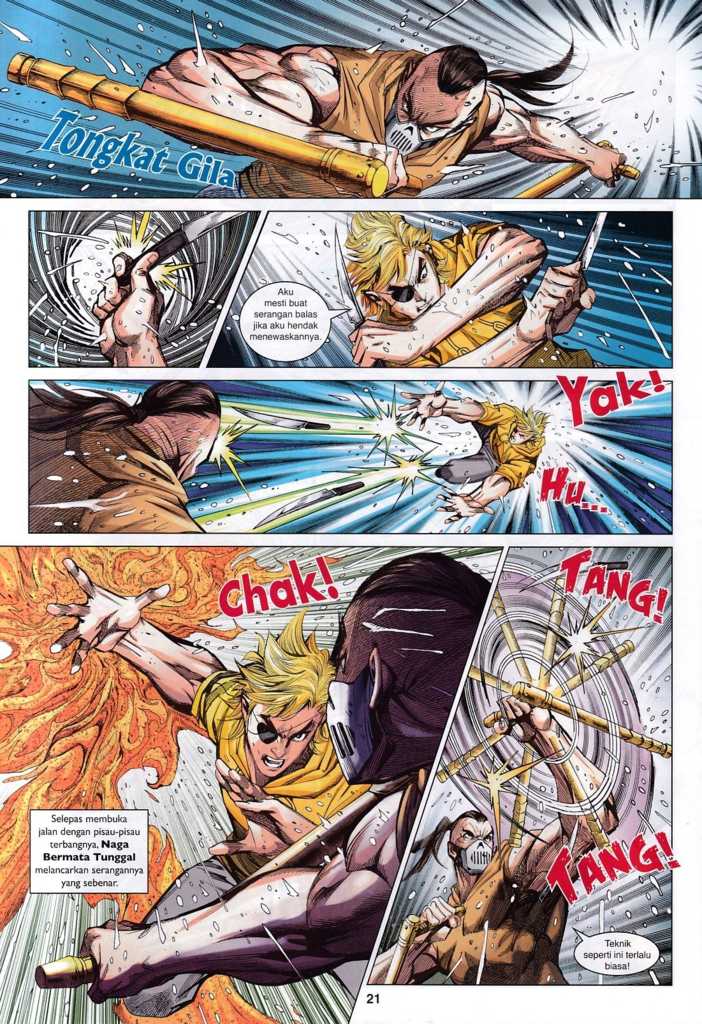 Tongkat Gila
Aku
mesti buat
serangan balas
jika aku hendak
menewaskannya.
Yak!
Hu...
Chak!
Selepas membuka
jalan dengan pisau-pisau
terbangnya, Naga
Bermata Tunggal
melancarkan serangannya
yang sebenar.
TANG!
TANG!
Teknik
seperti ini terlalu
biasa!
21